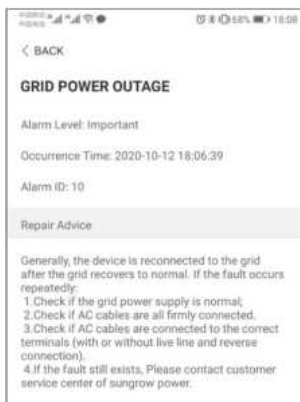 68% 18:08
< BACK
GRID POWER OUTAGE
Alarm Level: Important
Occurrence Time: 2020-10-12 18:06:39
Alarm ID: 10
Repair Advice
Generally, the device is reconnected to the grid
after the grid recovers to normal. If the fault occurs
repeatedly:
1.Check if the grid power supply is normal;
2.Check if AC cables are all firmly connected.
3.Check if AC cables are connected to the correct
terminals (with or without live line and reverse
connection).
4.If the fault still exists, Please contact customer
service center of sungrow power.